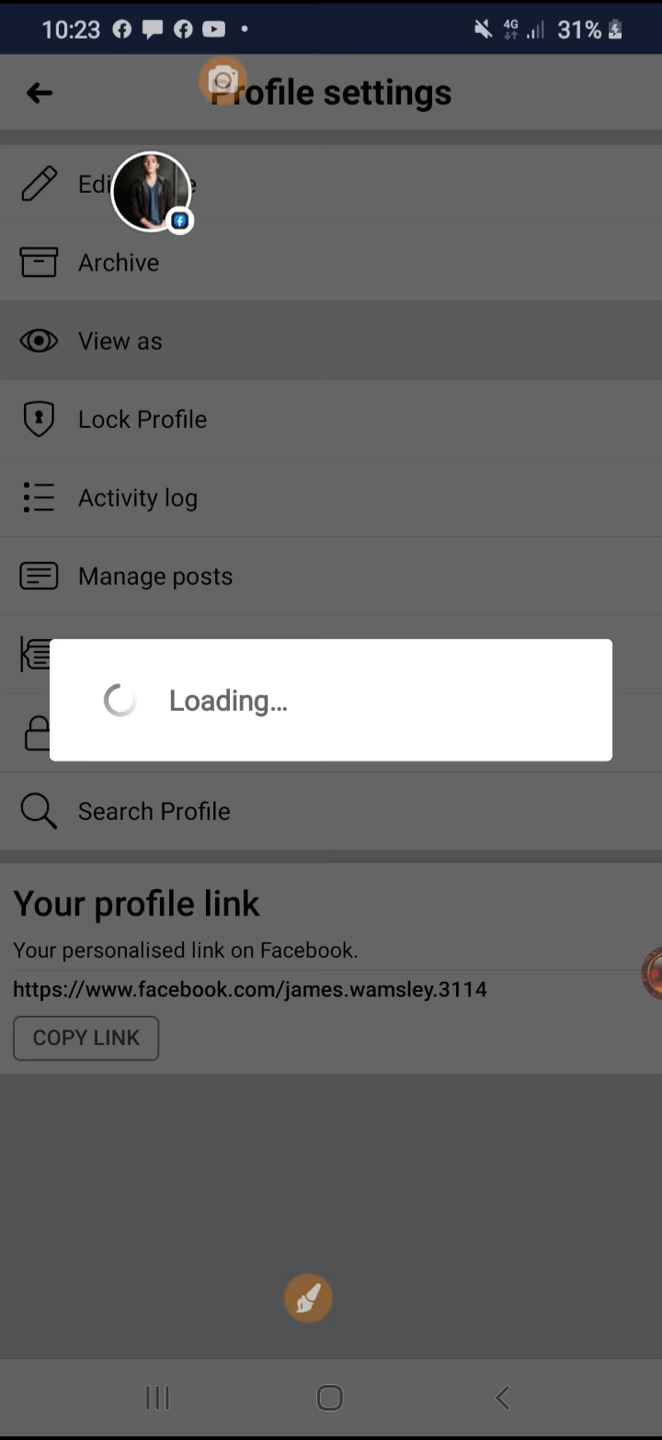 10:23
4G 31%
Profile settings
Archive
View as
Lock Profile
Activity log
Manage posts
Loading...
Search Profile
Your profile link
Your personalised link on Facebook.
https://www.facebook.com/james.wamsley.3114
COPY LINK